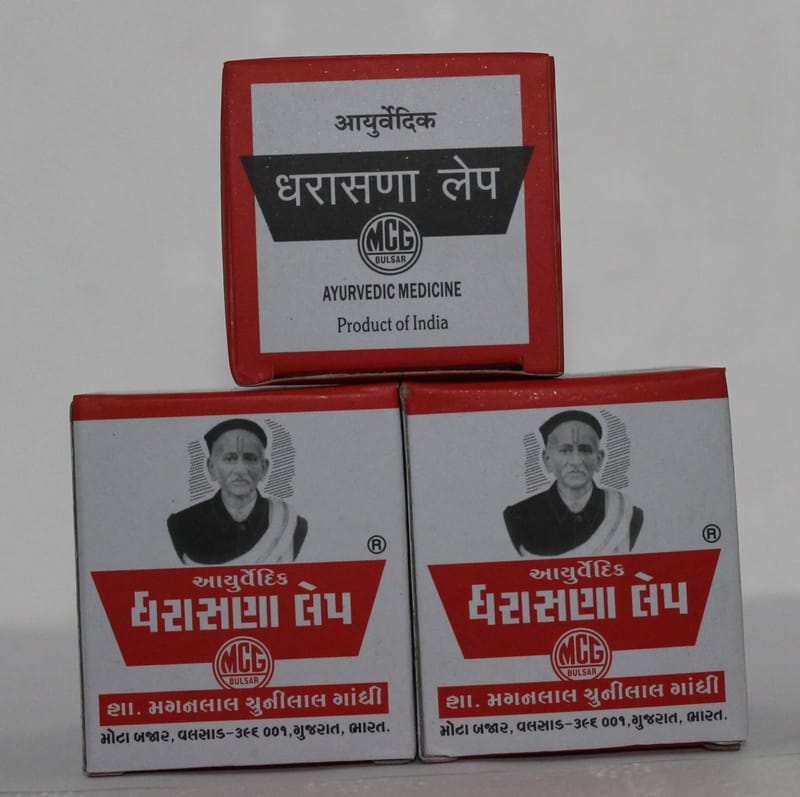 आयुर्वेदिक
धरासणा लेप
MCG
BULSAR
AYURVEDIC MEDICINE
Product of India
®
આયુર્વેદિક
ધરાસણા લેપ
MCG
BULSAR
શા. મગનલાલ ચુનીલાલ ગાંધી
મોટા બજાર, વલસાડ-૩૯૬ ૦૦૧, ગુજરાત, ભારત.
®
આયુર્વેદિક
ધરાસણા લેપ
MCG
BULSAR
શા. મગનલાલ ચુનીલાલ ગાંધી
મોટા બજાર, વલસાડ-૩૯૬ ૦૦૧, ગુજરાત, ભારત.